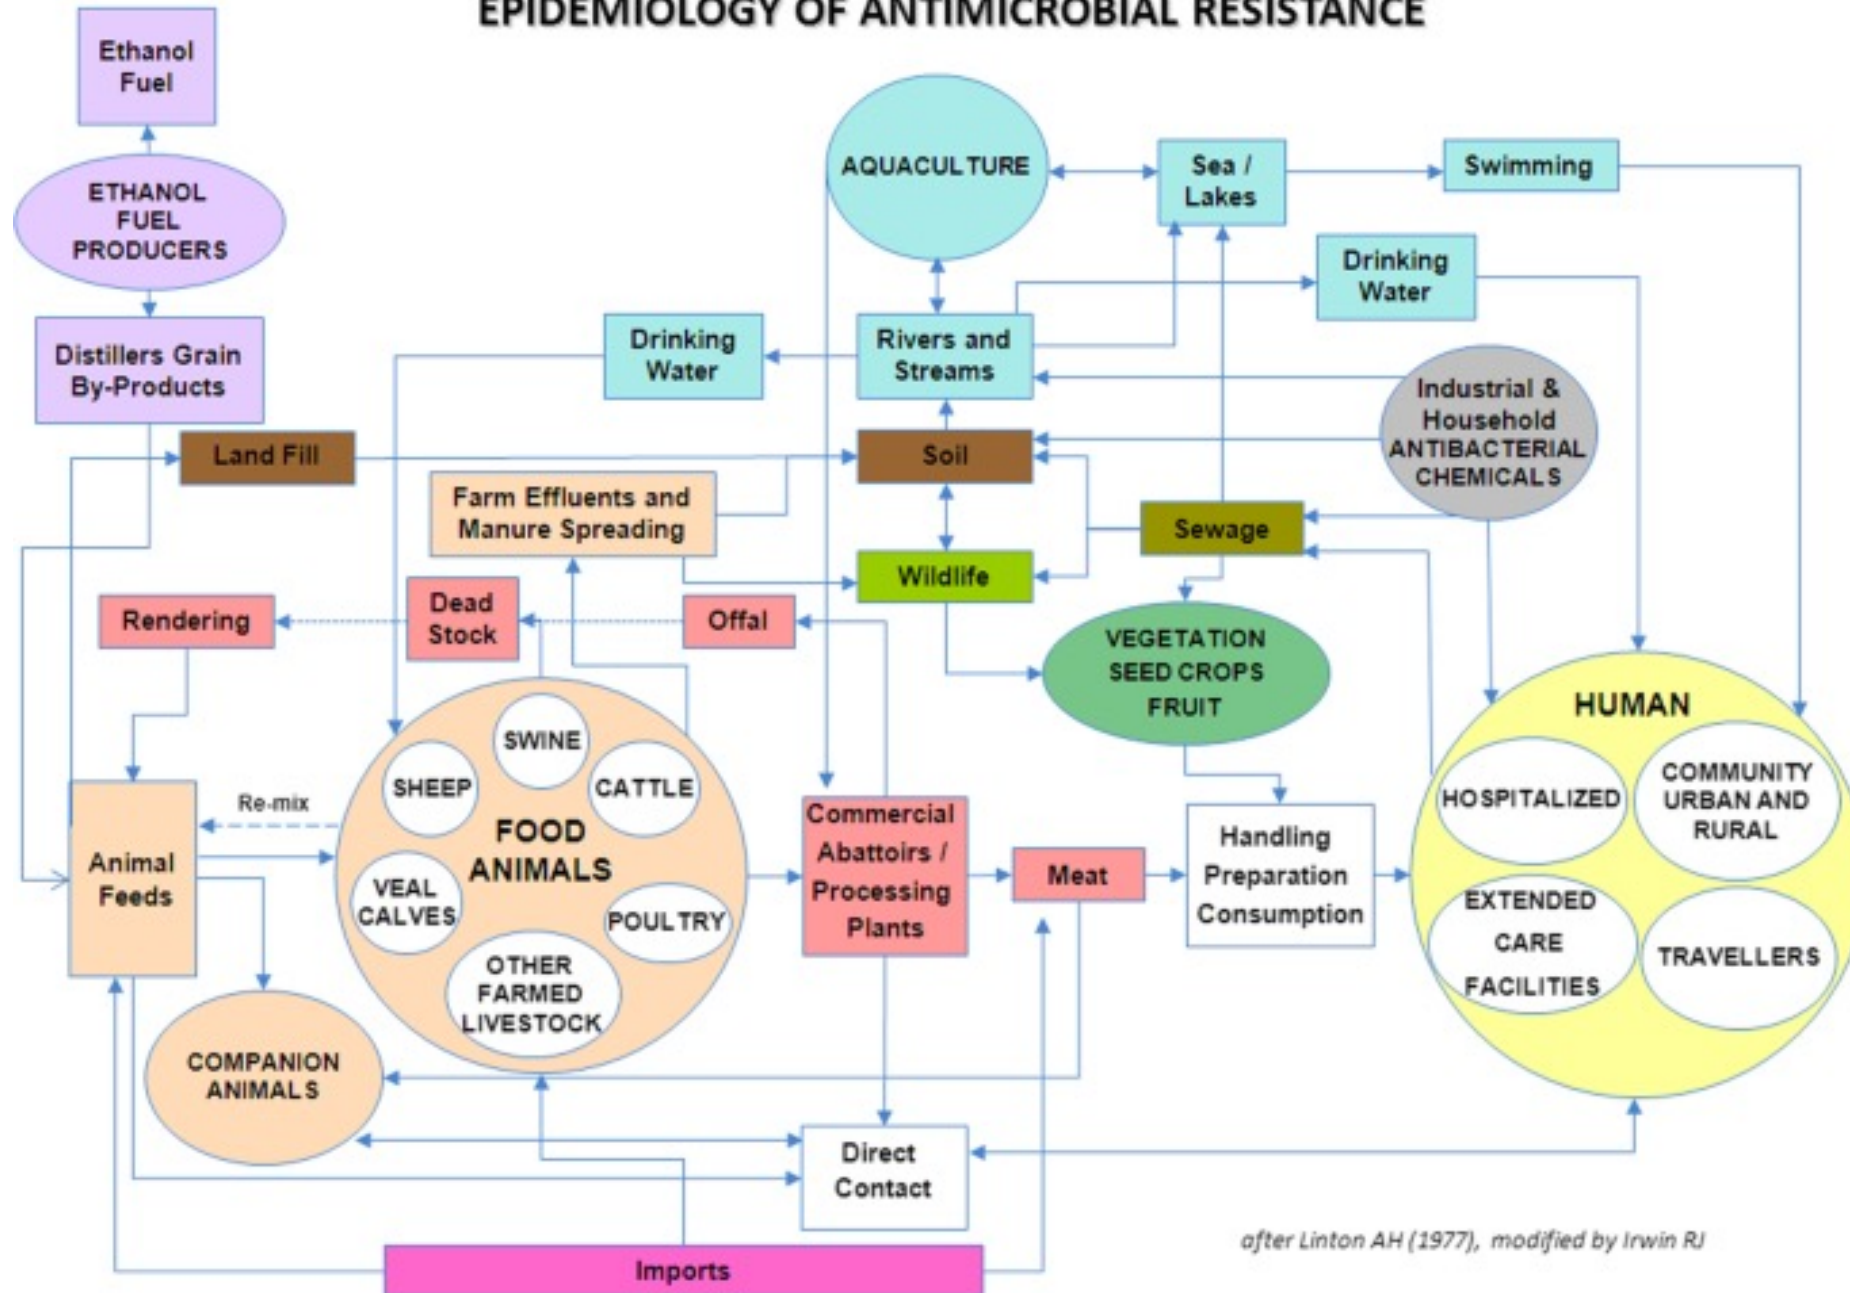 EPIDEMIOLOGY OF ANTIMICROBIAL RESISTANCE
Ethanol
Fuel
ETHANOL
FUEL
PRODUCERS
Distillers Grain
By-Products
AQUACULTURE
Sea /
Lakes
Swimming
Drinking
Water
Drinking
Water
Rivers and
Streams
Industrial &
Household
ANTIBACTERIAL
CHEMICALS
Land Fill
Soil
Farm Effluents and
Manure Spreading
Sewage
Wildlife
Rendering
Dead
Stock
Offal
VEGETATION
SEED CROPS
FRUIT
HUMAN
HOSPITALIZED
COMMUNITY
URBAN AND
RURAL
EXTENDED
CARE
FACILITIES
TRAVELLERS
SWINE
SHEEP
CATTLE
FOOD
ANIMALS
VEAL
CALVES
POULTRY
OTHER
FARMED
LIVESTOCK
Re-mix
Animal
Feeds
Commercial
Abattoirs /
Processing
Plants
Meat
Handling
Preparation
Consumption
COMPANION
ANIMALS
Direct
Contact
Imports
after Linton AH (1977), modified by Irwin RJ